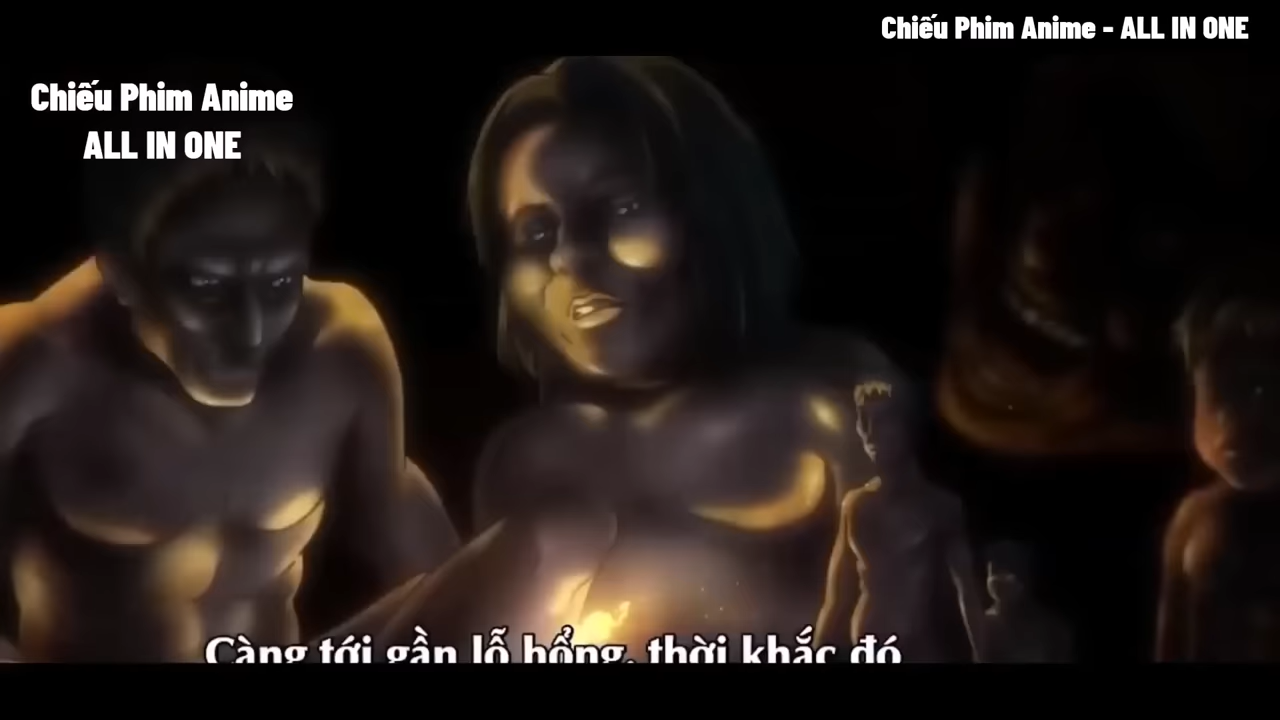 Chiếu Phim Anime - ALL IN ONE
Chiếu Phim Anime
ALL IN ONE
Càng tới gần lỗ hổng, thời khắc đó